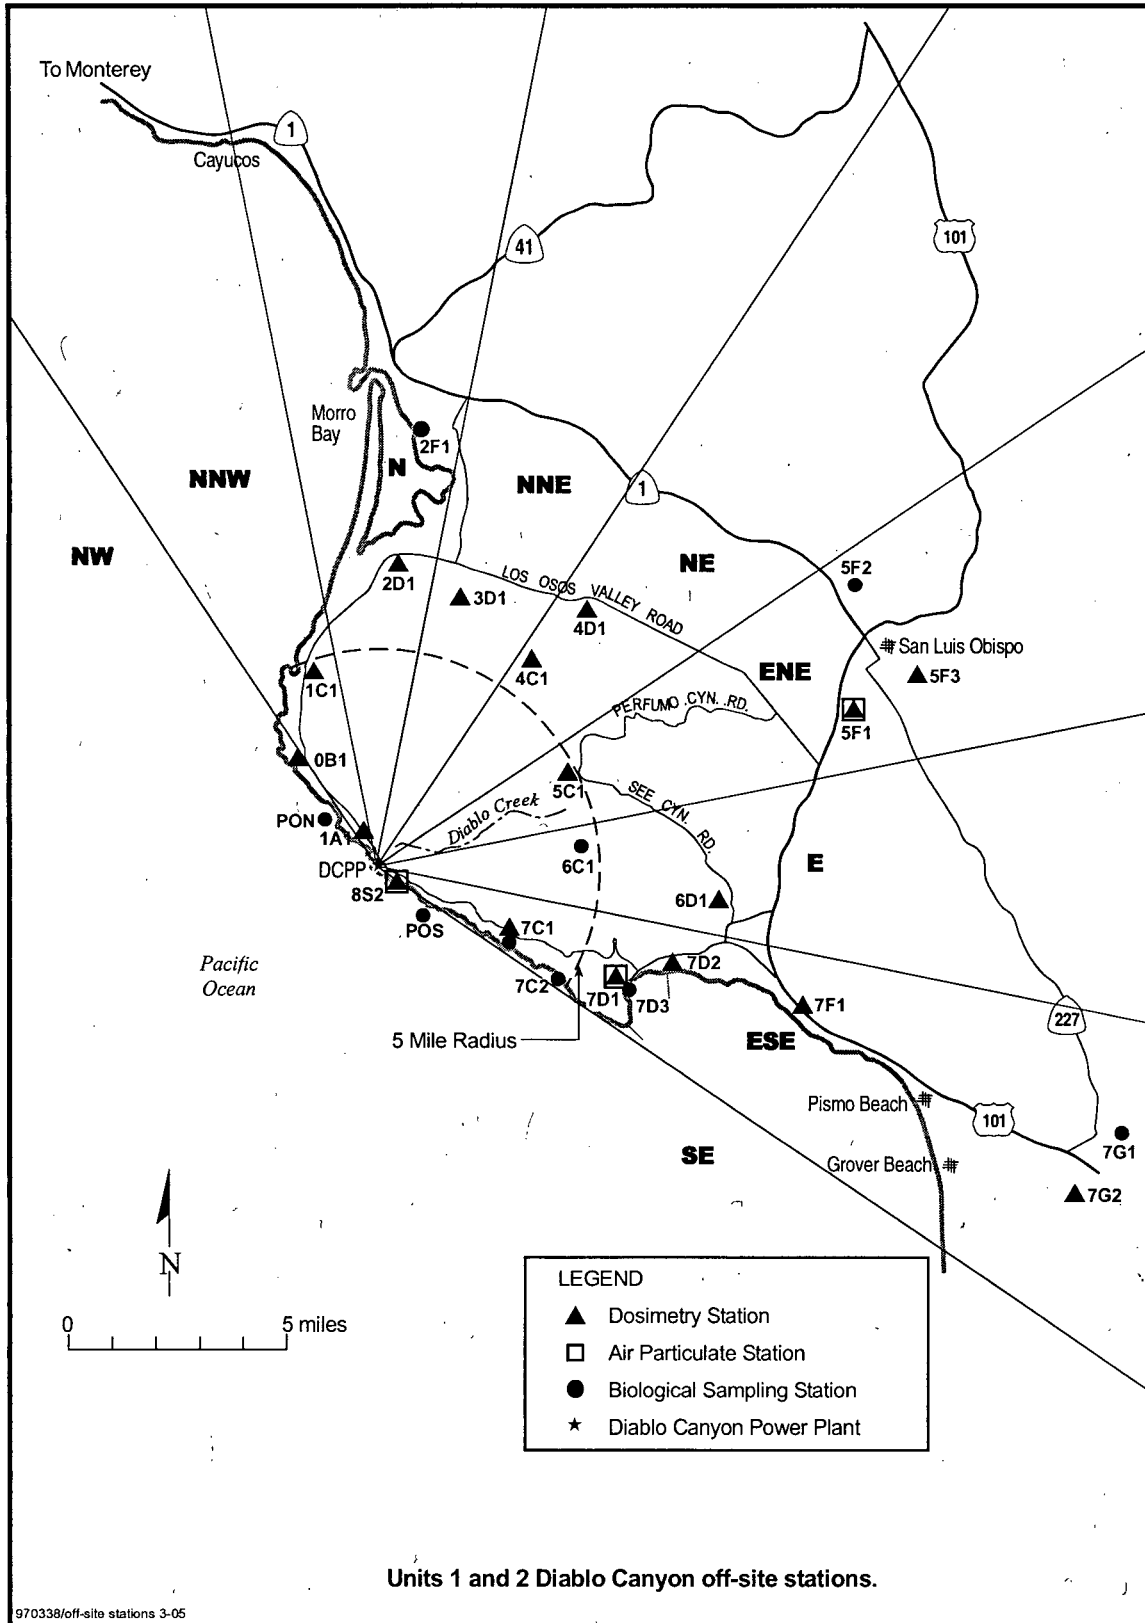 To Monterey
1
Cayucos
41
101
Morro
Bay
2F1
N
NNW
NNE
1
NW
NE
5F2
2D1
LOS OSOS VALLEY ROAD
3D1
4D1
San Luis Obispo
ENE
5F3
4C1
1C1
PERFUMO CYN. RD.
5F1
0B1
5C1
SEE CYN. RD.
Diablo Creek
PON
1A1
6C1
E
DCPP
8S2
6D1
POS
7C1
Pacific
Ocean
7D2
7C2
7D1
7D3
7F1
227
5 Mile Radius
ESE
Pismo Beach
101
7G1
SE
Grover Beach
7G2
N
0
5 miles
LEGEND
Dosimetry Station
Air Particulate Station
Biological Sampling Station
Diablo Canyon Power Plant
Units 1 and 2 Diablo Canyon off-site stations.
970338/off-site stations 3-05